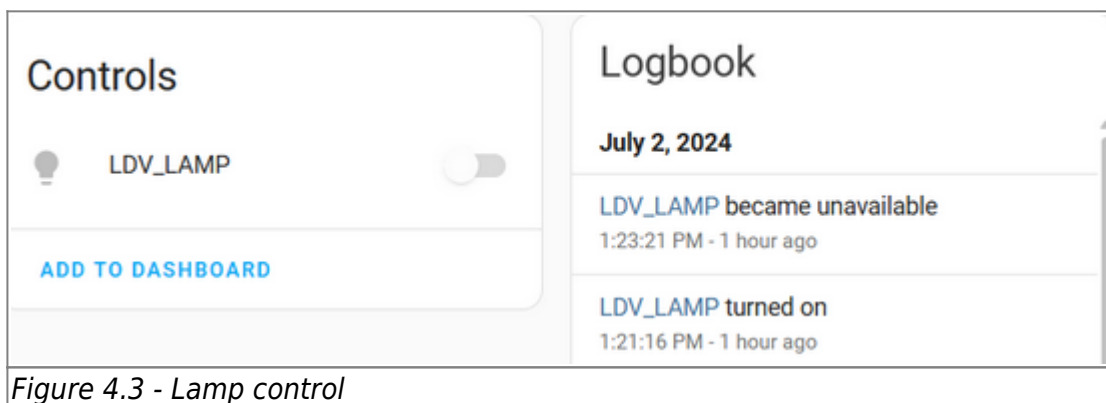 Controls
LDV_LAMP
ADD TO DASHBOARD
Logbook
July 2, 2024
LDV_LAMP became unavailable
1:23:21 PM - 1 hour ago
LDV_LAMP turned on
1:21:16 PM - 1 hour ago
Figure 4.3 - Lamp control